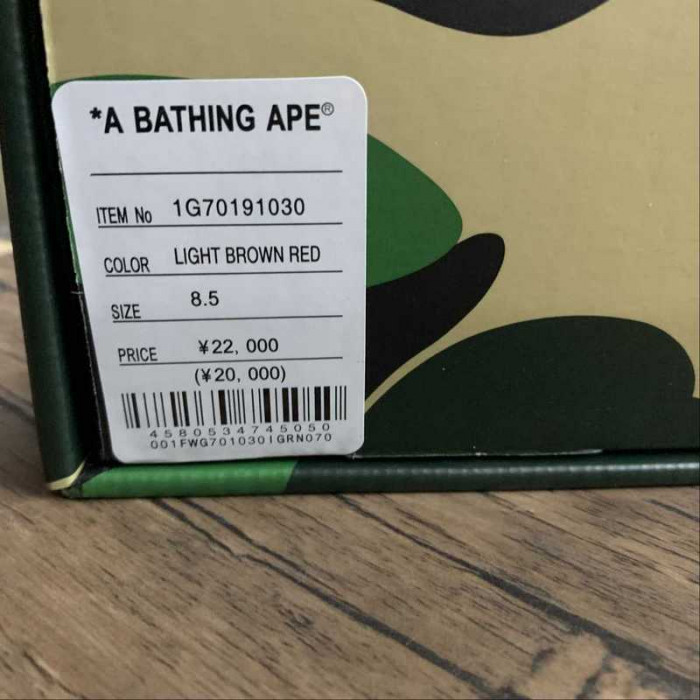 *A BATHING APE®
ITEM No 1G70191030
COLOR LIGHT BROWN RED
SIZE 8.5
PRICE ¥22, 000
(¥20, 000)
4580534745050
001FWG701030IGRN070